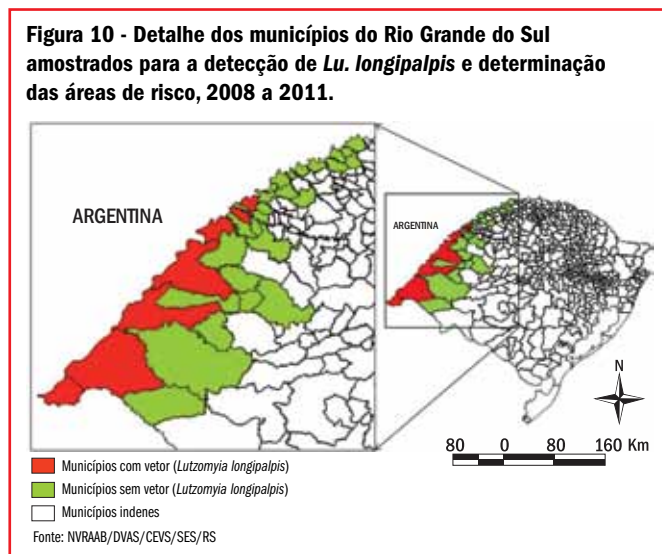 Figura 10 - Detalhe dos municípios do Rio Grande do Sul
amostrados para a detecção de Lu. longipalpis e determinação
das áreas de risco, 2008 a 2011.
ARGENTINA
ARGENTINA
N
80 0 80 160 Km
Municípios com vetor (Lutzomyia longipalpis)
Municípios sem vetor (Lutzomyia longipalpis)
Municípios indenes
Fonte: NVRAAB/DVAS/CEVS/SES/RS